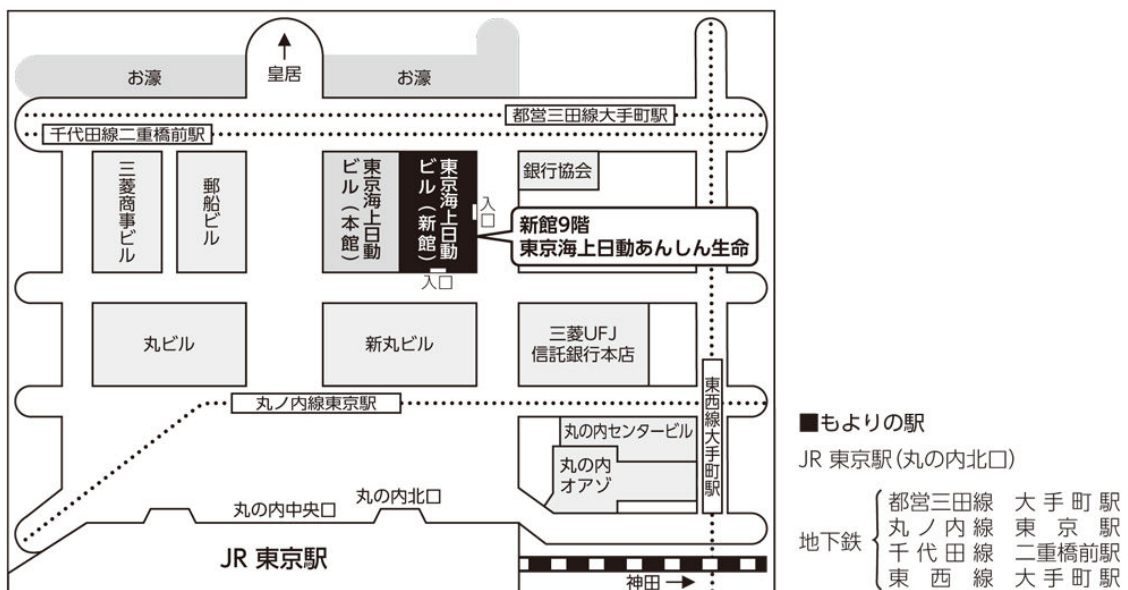 皇居
お濠
お濠
都営三田線大手町駅
千代田線二重橋前駅
三菱商事ビル
郵船ビル
東京海上日動
ビル(本館)
東京海上日動
ビル(新館)
入口
銀行協会
新館9階
東京海上日動あんしん生命
入口
丸ビル
新丸ビル
三菱UFJ
信託銀行本店
丸ノ内線東京駅
東西線大手町駅
丸の内センタービル
丸の内
オアゾ
丸の内中央口
丸の内北口
JR 東京駅
神田
■もよりの駅
JR 東京駅(丸の内北口)
地下鉄
都営三田線 大手町駅
丸ノ内線 東京駅
千代田線 二重橋前駅
東西線 大手町駅